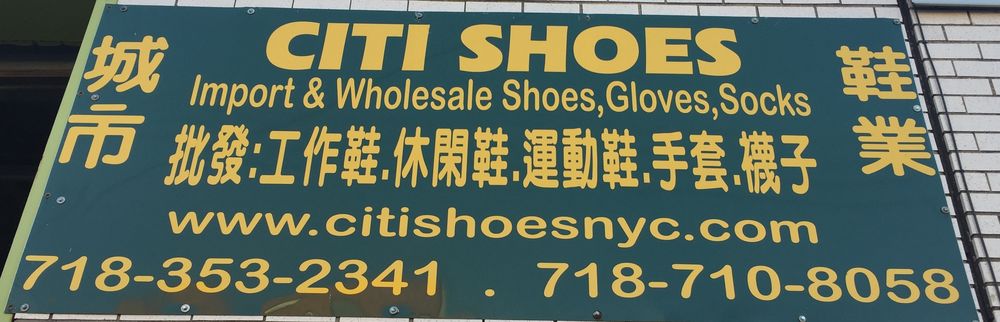 城市
CITI SHOES
鞋業
Import & Wholesale Shoes,Gloves,Socks
批發:工作鞋.休閑鞋.運動鞋.手套.襪子
www.citishoesnyc.com
718-353-2341 . 718-710-8058